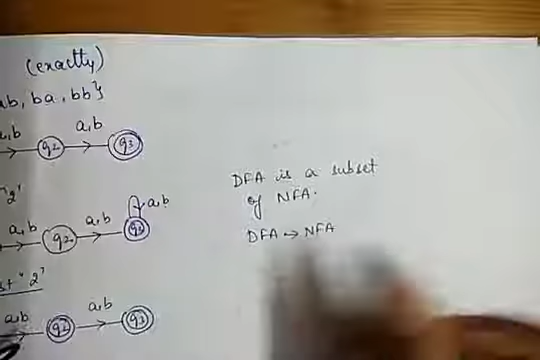 (exactly)
ab, ba, bb}
a,b
a,b
q2
q3
DFA is a subset
of NFA.
DFA → NFA
"2"
a,b
a,b
a,b
q2
q3
st "2"
a,b
a,b
q2
q3